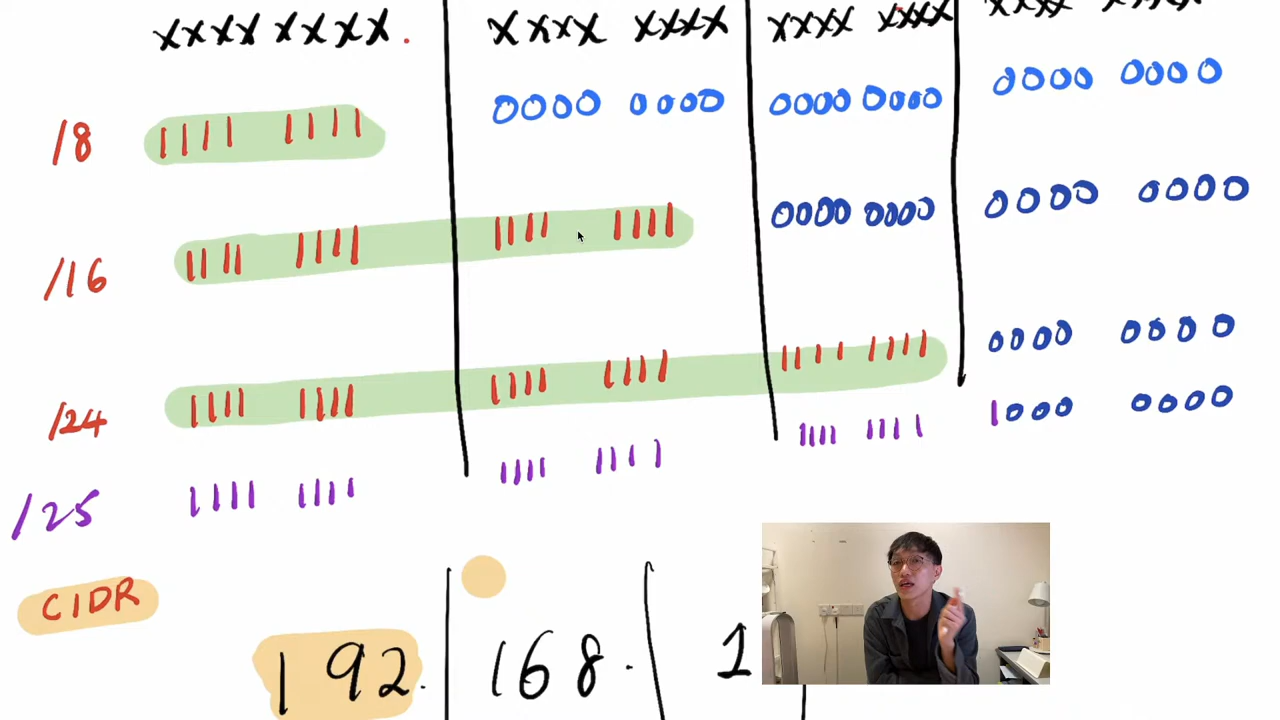 XXXX XXXX. XXXX XXXX XXXX XXXX XXXX XXXX
/8 1111 1111 0000 0000 0000 0000 0000 0000
/16 1111 1111 1111 1111 0000 0000 0000 0000
/24 1111 1111 1111 1111 1111 1111 0000 0000
/25 1111 1111 1111 1111 1111 1111 1000 0000
CIDR
192. 168. 1